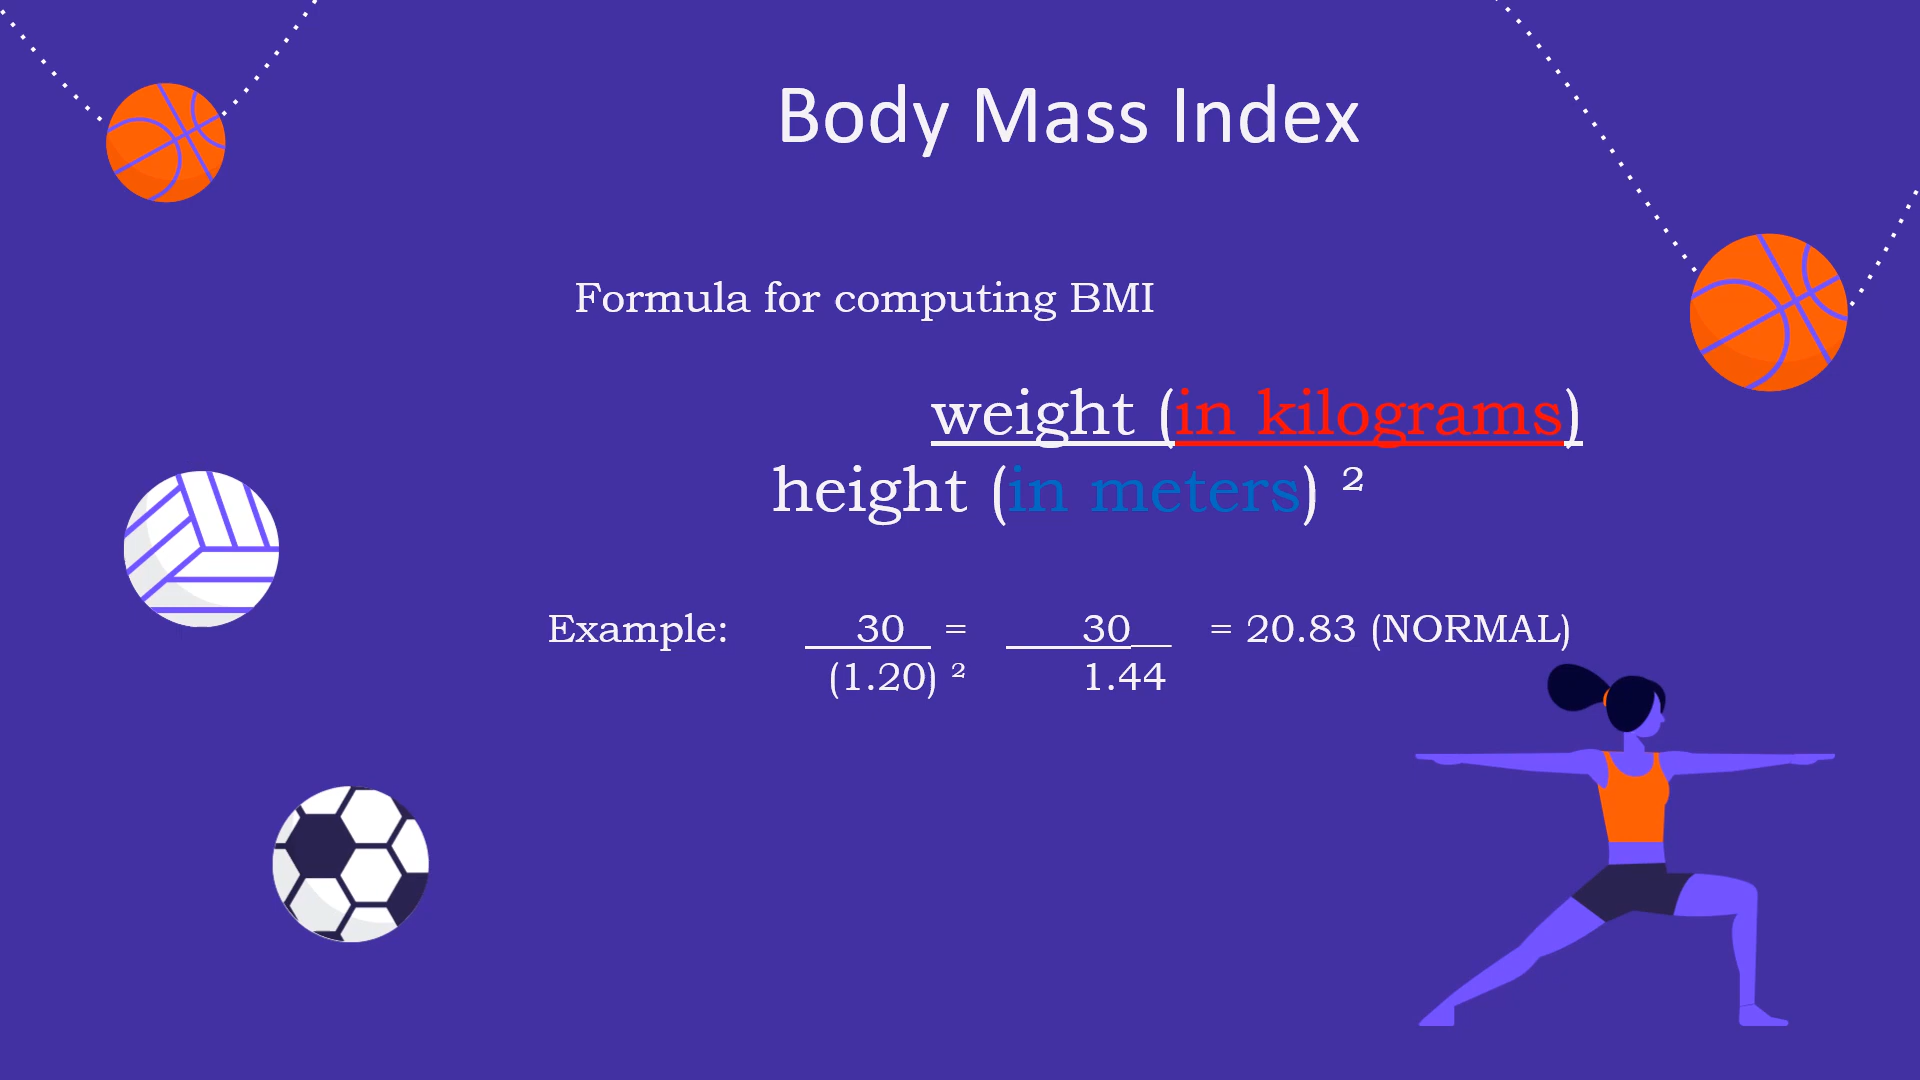 Body Mass Index
Formula for computing BMI
weight (in kilograms)
height (in meters) ²
Example: 30 = 30__ = 20.83 (NORMAL)
(1.20) ² 1.44